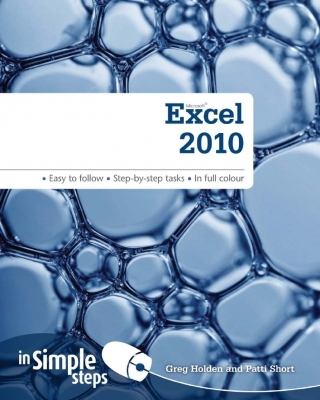 Microsoft®
Excel
2010
• Easy to follow • Step-by-step tasks • In full colour
in Simple
steps
Greg Holden and Patti Short